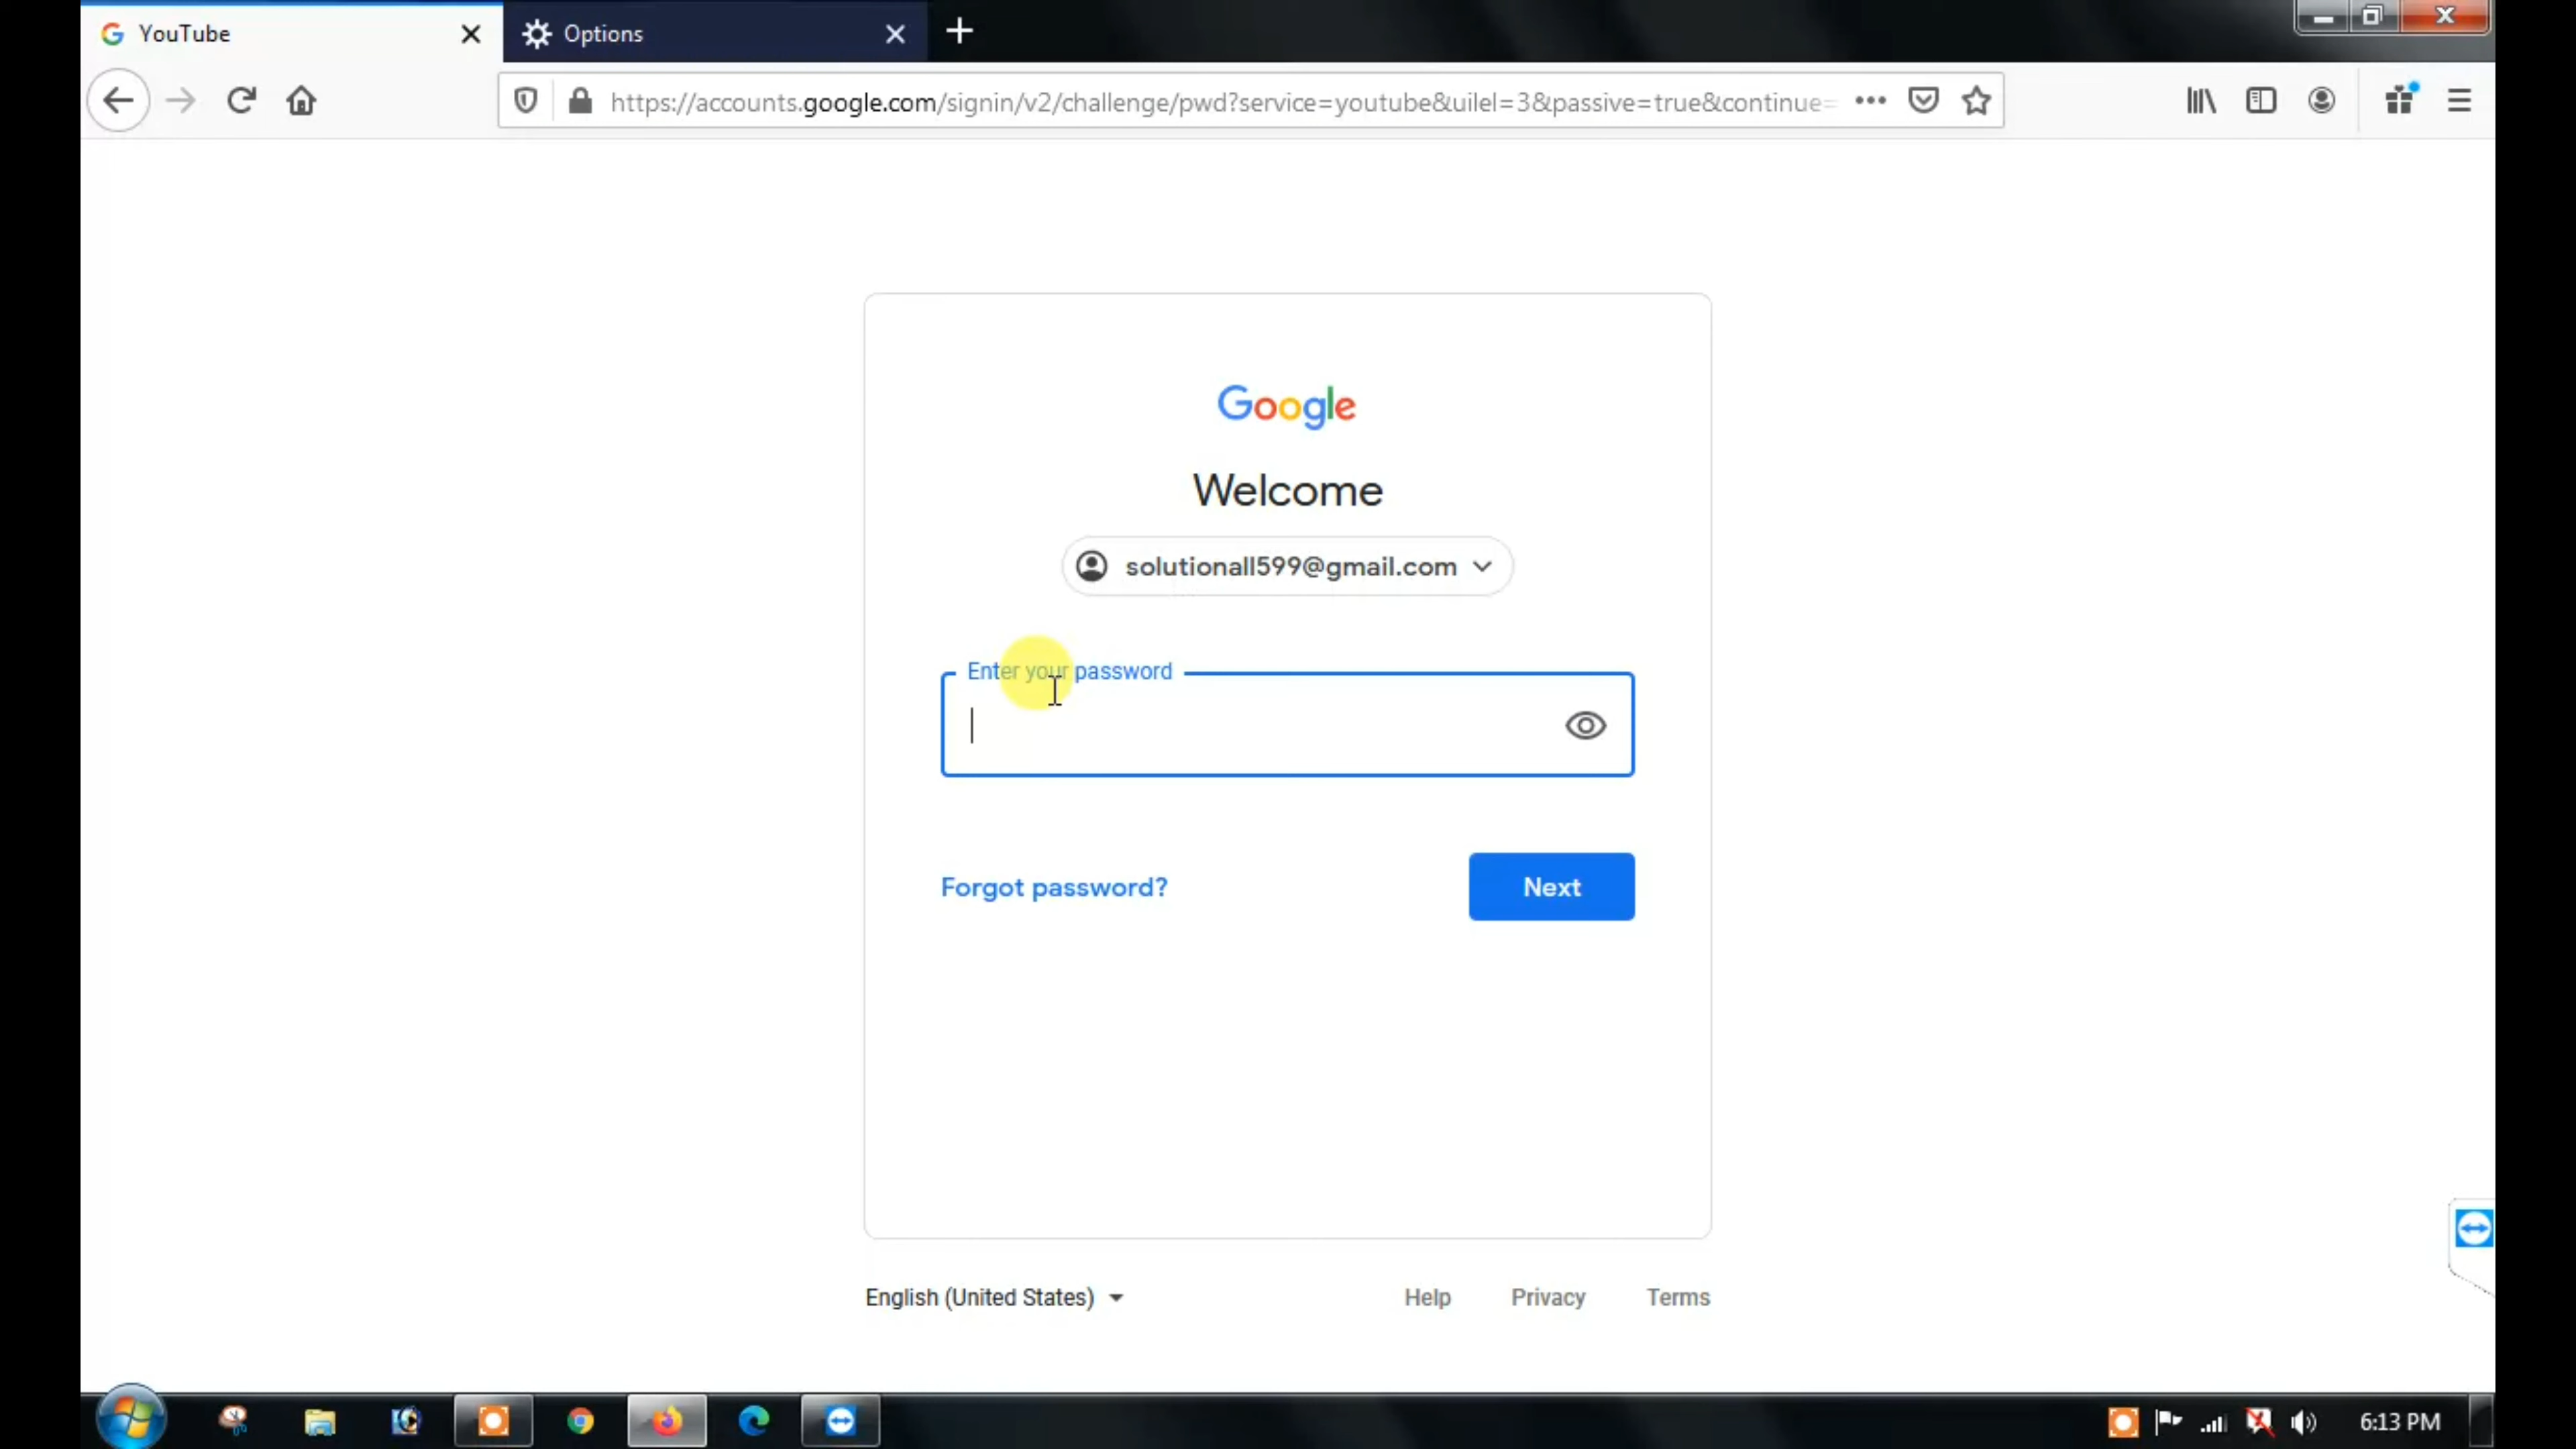 YouTube
Options
https://accounts.google.com/signin/v2/challenge/pwd?service=youtube&uilel=3&passive=true&continue=
Google
Welcome
solutionall599@gmail.com
Enter your password
Forgot password?
Next
English (United States)
Help
Privacy
Terms
6:13 PM